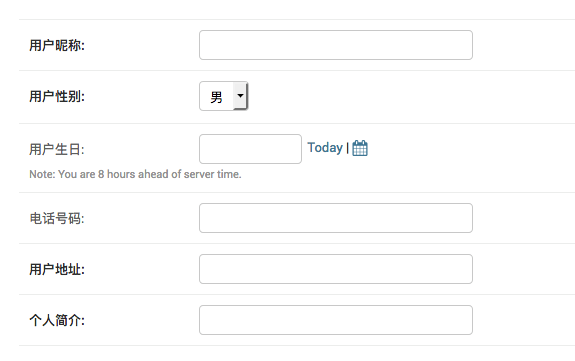 用户昵称:
用户性别: 男
用户生日: Today |
Note: You are 8 hours ahead of server time.
电话号码:
用户地址:
个人简介: